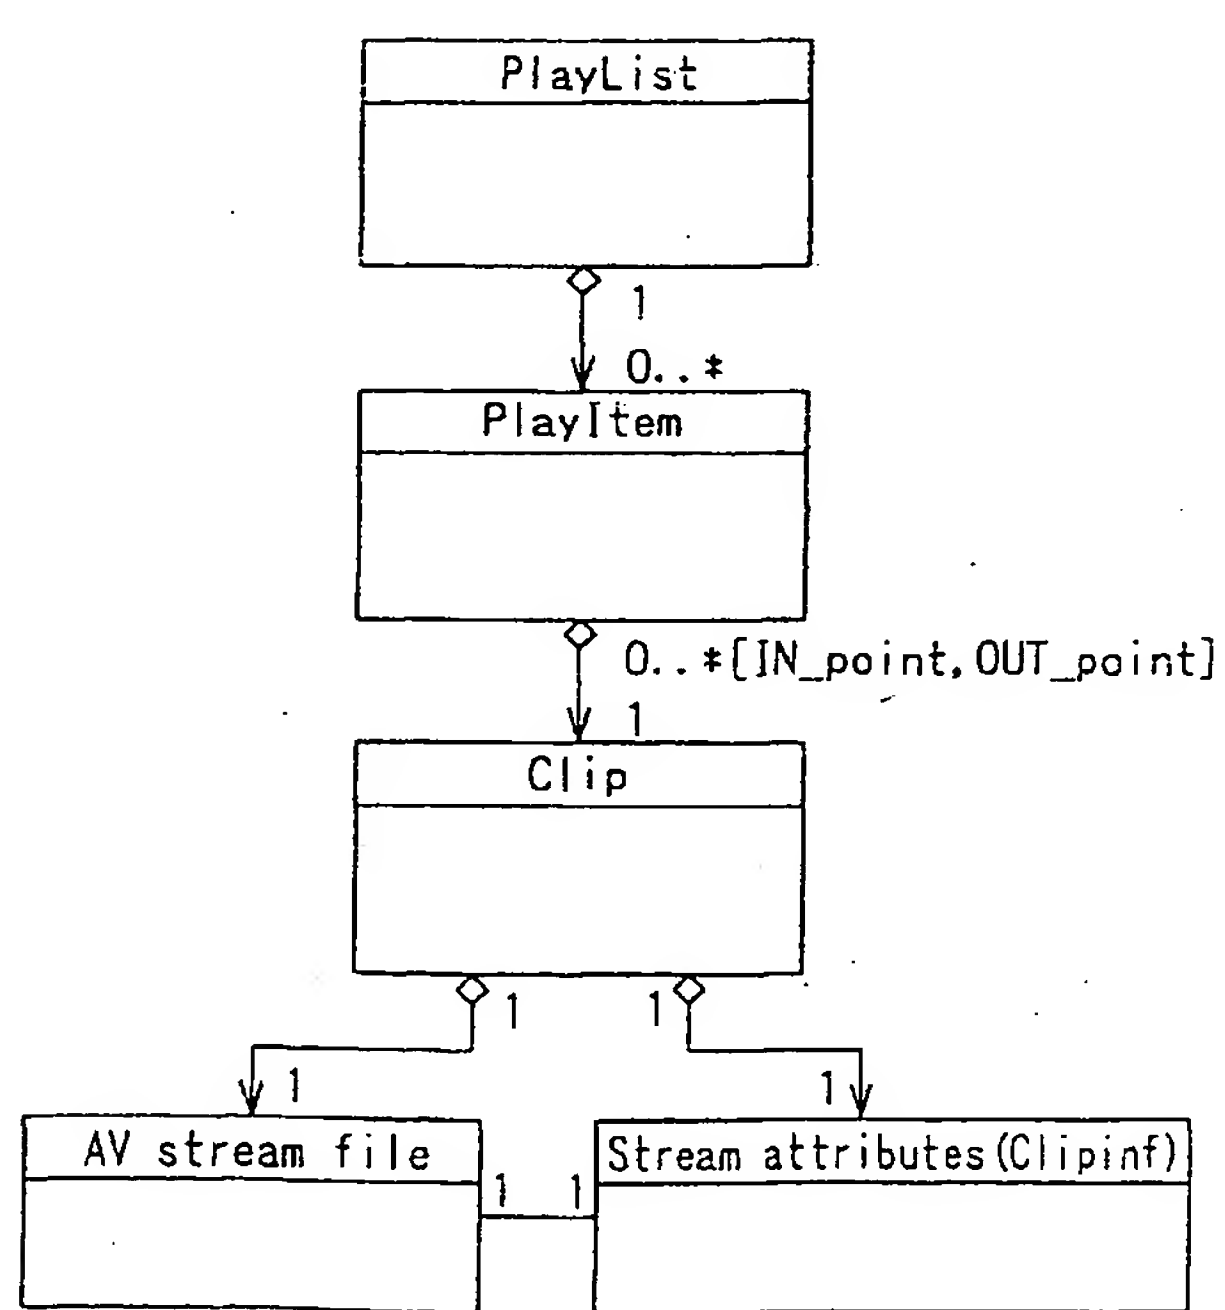 PlayList
1
0..*
PlayItem
0..*[IN_point,OUT_point]
1
Clip
1 1
1 1
AV stream file
Stream attributes(Clipinf)
1 1